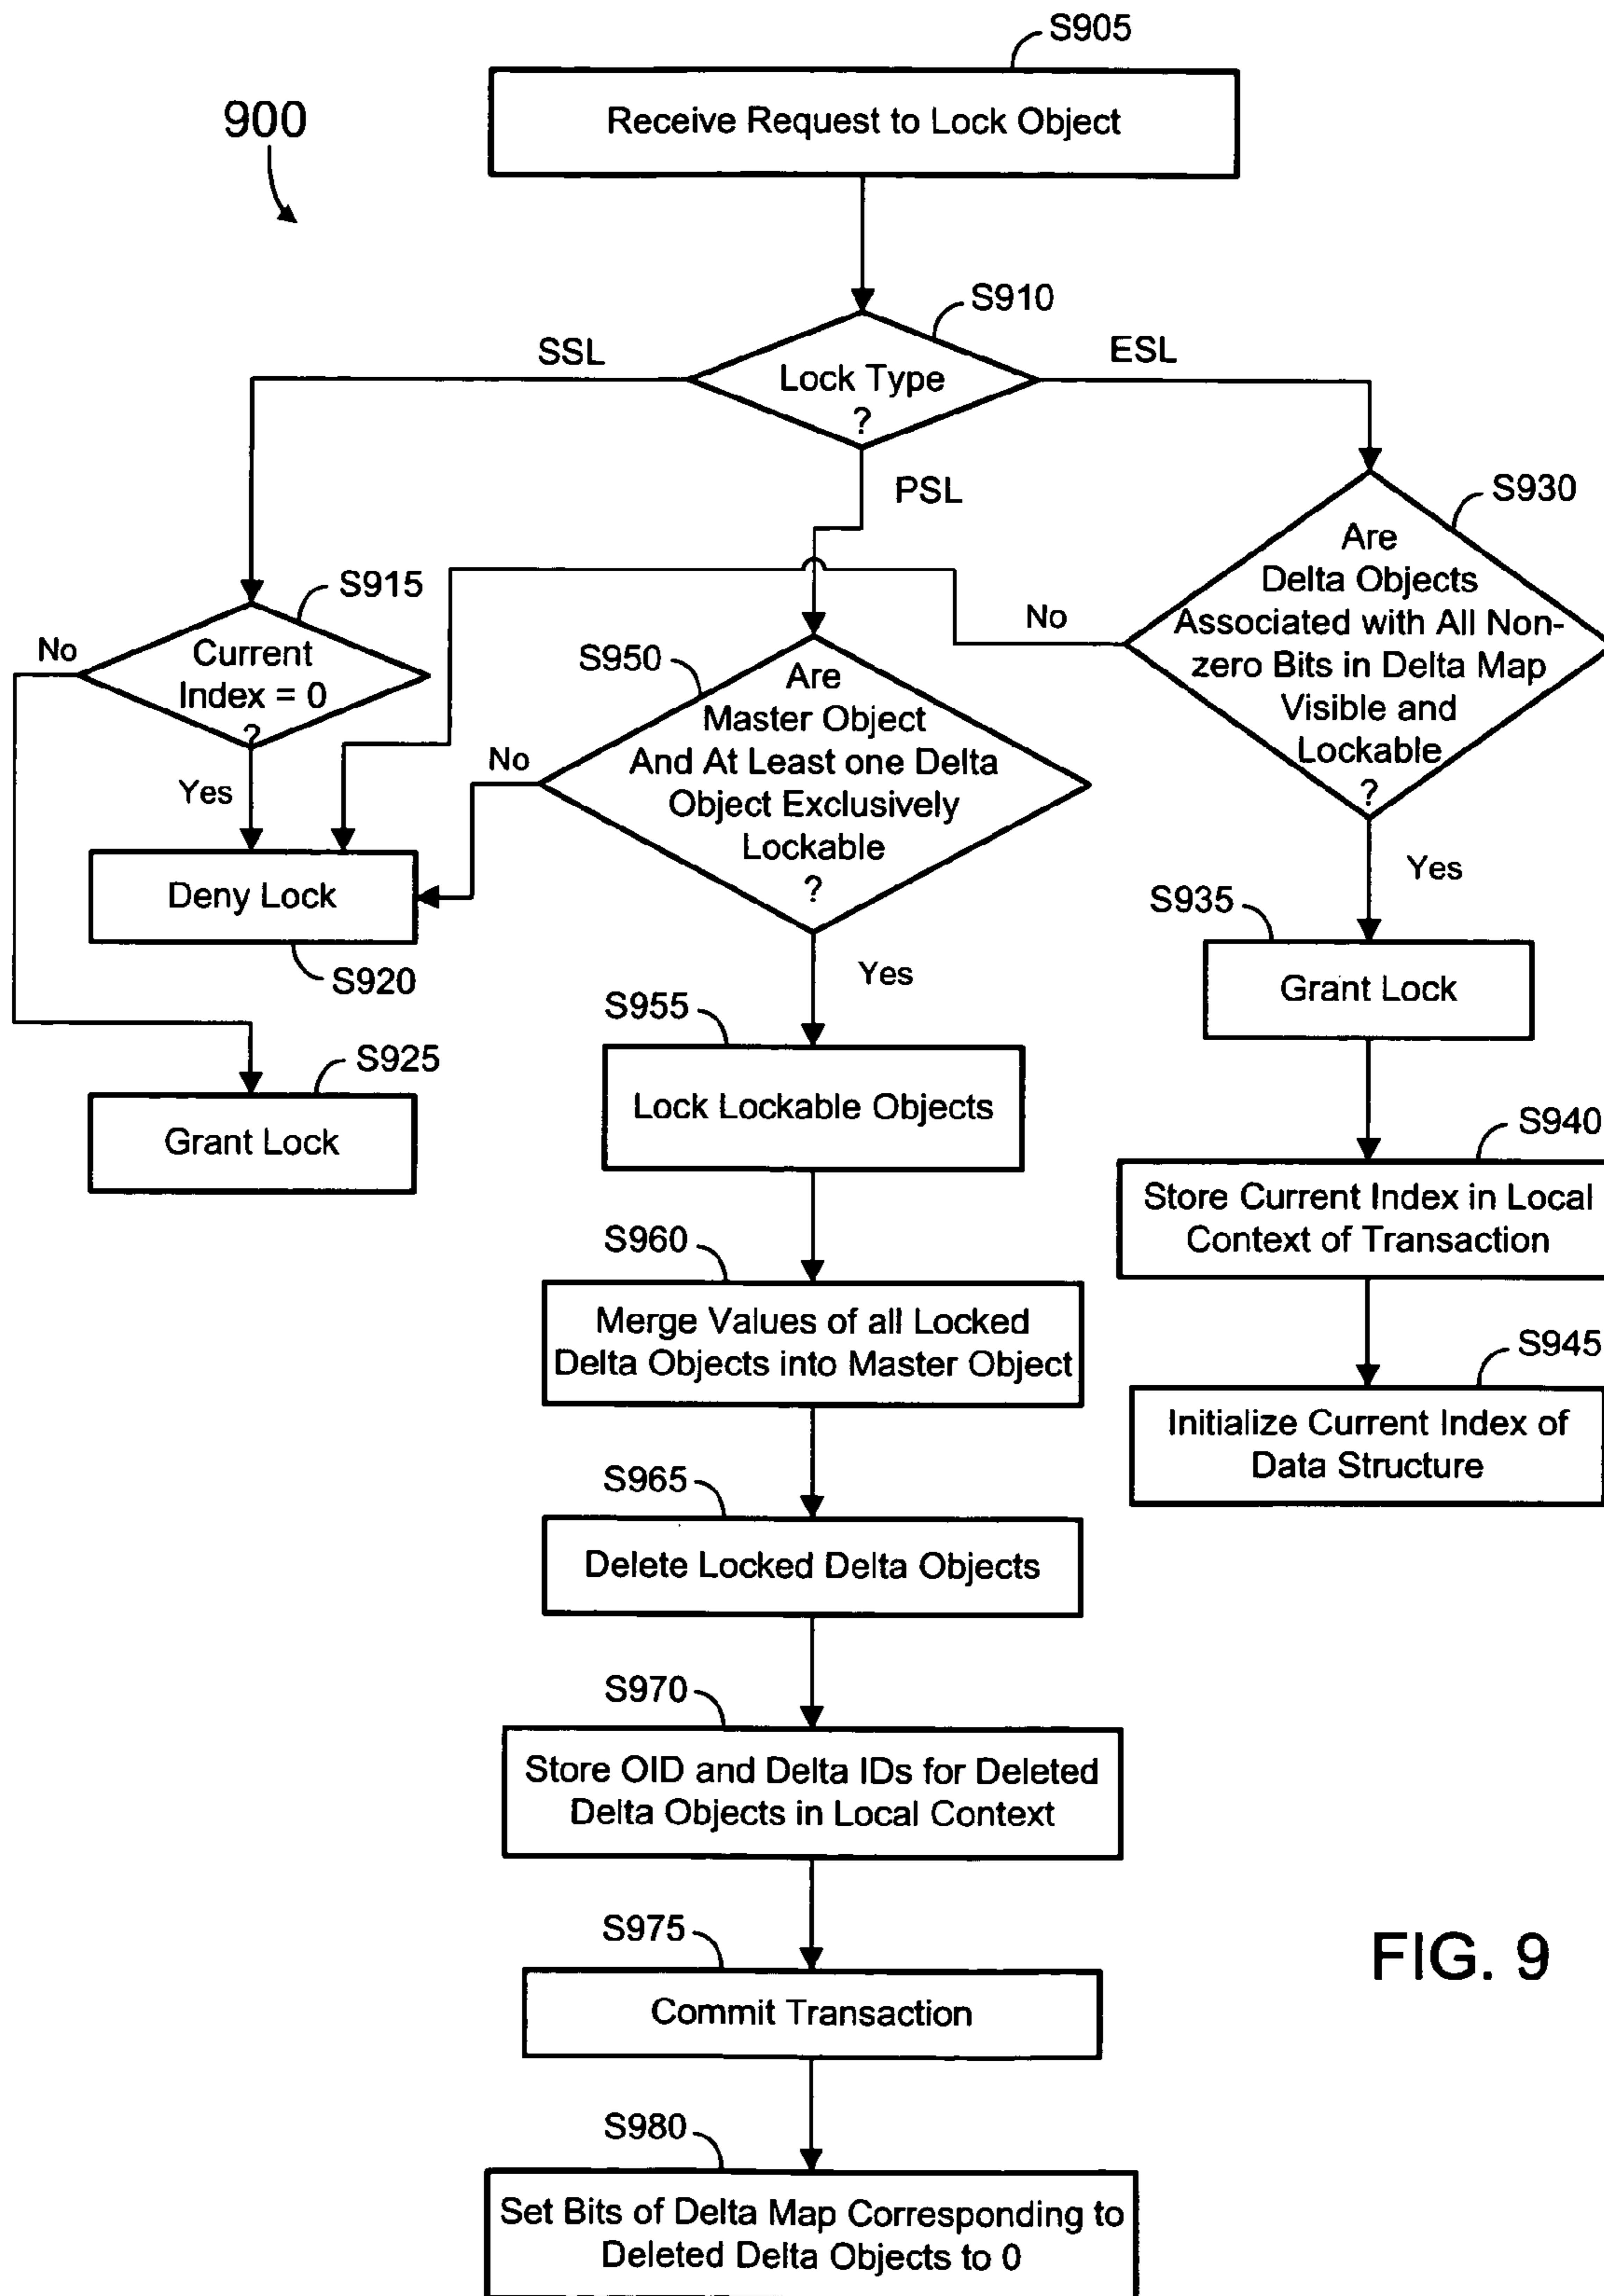 S905
900
Receive Request to Lock Object
S910
SSL
ESL
Lock Type
?
PSL
S930
Are
Delta Objects
Associated with All Non-
zero Bits in Delta Map
Visible and
Lockable
?
No
S915
No
Current
Index = 0
?
Yes
S950
Are
Master Object
And At Least one Delta
Object Exclusively
Lockable
?
No
Deny Lock
S920
Yes
Yes
S935
Grant Lock
S955
S925
Lock Lockable Objects
Grant Lock
S940
Store Current Index in Local
Context of Transaction
S960
Merge Values of all Locked
Delta Objects into Master Object
S945
Initialize Current Index of
Data Structure
S965
Delete Locked Delta Objects
S970
Store OID and Delta IDs for Deleted
Delta Objects in Local Context
S975
Commit Transaction
FIG. 9
S980
Set Bits of Delta Map Corresponding to
Deleted Delta Objects to 0